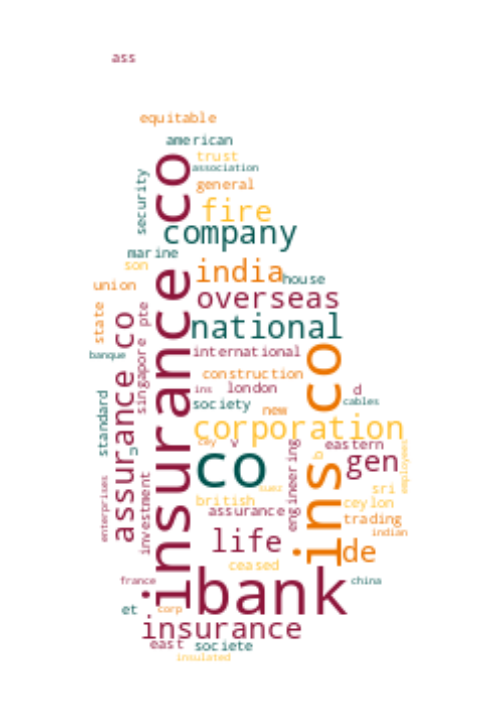 ass
equitable
american
trust
association
security
general
insurance co
fire
company
marine
son
india
house
union
overseas
state
pte
national
assurance co
singapore
international
banque
ins co
construction
ins
london
d
cables
standard
society
new
corporation
cey
v
eastern
engineering
employees
b
co
gen
enterprises
investment
suez
sri
british
ceylon
assurance
trading
indian
life
de
ceased
france
bank
china
et
corp
insurance
east
societe
insulated